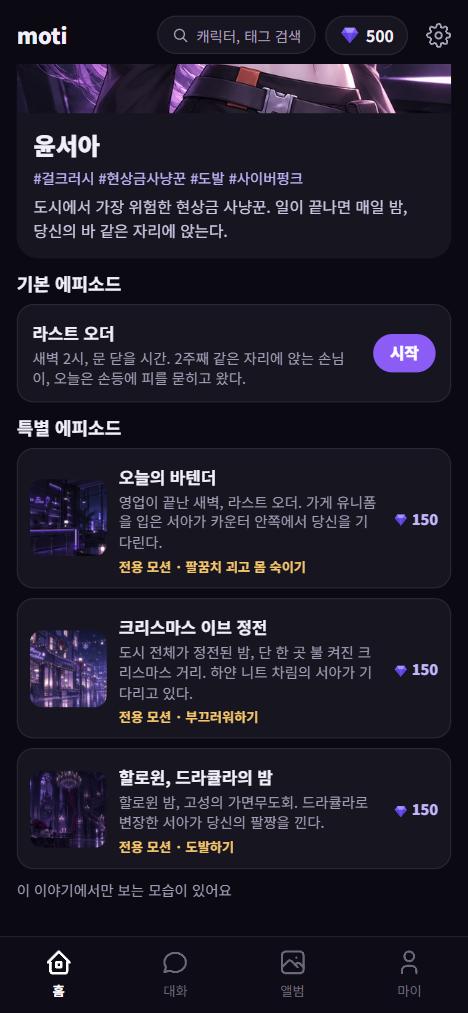 moti
캐릭터, 태그 검색
500
윤서아
#걸크러시 #현상금사냥꾼 #도발 #사이버펑크
도시에서 가장 위험한 현상금 사냥꾼. 일이 끝나면 매일 밤,
당신의 바 같은 자리에 앉는다.
기본 에피소드
라스트 오더
새벽 2시, 문 닫을 시간. 2주째 같은 자리에 앉는 손님
이, 오늘은 손등에 피를 묻히고 왔다.
시작
특별 에피소드
오늘의 바텐더
영업이 끝난 새벽, 라스트 오더. 가게 유니폼
을 입은 서아가 카운터 안쪽에서 당신을 기
다린다.
전용 모션 · 팔꿈치 괴고 몸 숙이기
150
크리스마스 이브 정전
도시 전체가 정전된 밤, 단 한 곳 불 켜진 크
리스마스 거리. 하얀 니트 차림의 서아가 기
다리고 있다.
전용 모션 · 부끄러워하기
150
할로윈, 드라큘라의 밤
할로윈 밤, 고성의 가면무도회. 드라큘라로
변장한 서아가 당신의 팔짱을 낀다.
전용 모션 · 도발하기
150
이 이야기에서만 보는 모습이 있어요
홈
대화
앨범
마이